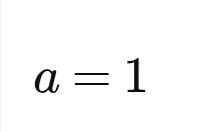 a = 1